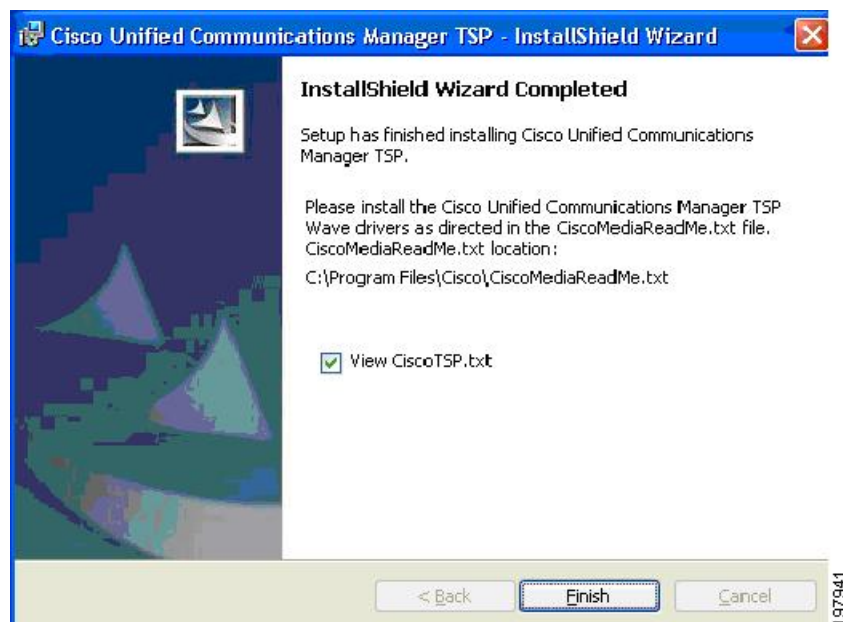 Cisco Unified Communications Manager TSP - InstallShield Wizard
InstallShield Wizard Completed
Setup has finished installing Cisco Unified Communications
Manager TSP.
Please install the Cisco Unified Communications Manager TSP
Wave drivers as directed in the CiscoMediaReadMe.txt file.
CiscoMediaReadMe.txt location:
C:\Program Files\Cisco\CiscoMediaReadMe.txt
View CiscoTSP.txt
< Back
Finish
Cancel
197941